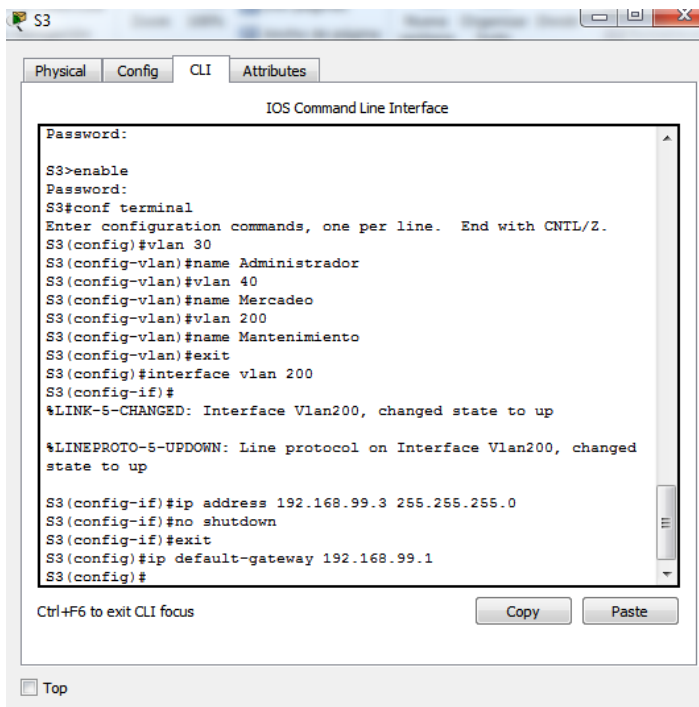 S3
Physical Config CLI Attributes
IOS Command Line Interface
Password:
S3>enable
Password:
S3#conf terminal
Enter configuration commands, one per line.  End with CNTL/Z.
S3(config)#vlan 30
S3(config-vlan)#name Administrador
S3(config-vlan)#vlan 40
S3(config-vlan)#name Mercadeo
S3(config-vlan)#vlan 200
S3(config-vlan)#name Mantenimiento
S3(config-vlan)#exit
S3(config)#interface vlan 200
S3(config-if)#
%LINK-5-CHANGED: Interface Vlan200, changed state to up
%LINEPROTO-5-UPDOWN: Line protocol on Interface Vlan200, changed
state to up
S3(config-if)#ip address 192.168.99.3 255.255.255.0
S3(config-if)#no shutdown
S3(config-if)#exit
S3(config)#ip default-gateway 192.168.99.1
S3(config)#
Ctrl+F6 to exit CLI focus
Copy Paste
Top